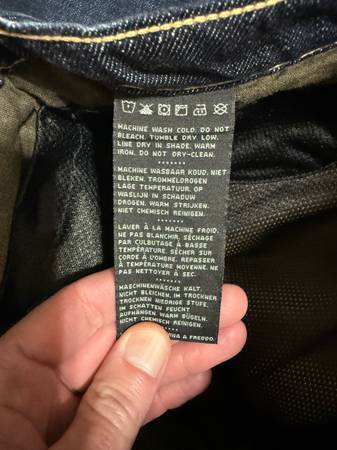 MACHINE WASH COLD. DO NOT
BLEACH. TUMBLE DRY LOW.
LINE DRY IN SHADE. WARM
IRON. DO NOT DRY-CLEAN.
MACHINE WASBAAR KOUD. NIET
BLEKEN. TROMMELDROGEN
LAGE TEMPERATUUR. OP
WASLIJN IN SCHADUW
DROGEN. WARM STRIJKEN.
NIET CHEMISCH REINIGEN.
LAVER À LA MACHINE FROID.
NE PAS BLANCHIR. SÉCHAGE
PAR CULBUTAGE À BASSE
TEMPÉRATURE. SÉCHER SUR
CORDE À L'OMBRE. REPASSER
À TEMPÉRATURE MOYENNE. NE
PAS NETTOYER À SEC.
MASCHINENWÄSCHE KALT.
NICHT BLEICHEN. IM TROCKNER
TROCKNEN NIEDRIGE STUFE.
IM SCHATTEN FEUCHT
AUFHÄNGEN. WARM BÜGELN.
NICHT CHEMISCH REINIGEN.
A FREDDO.